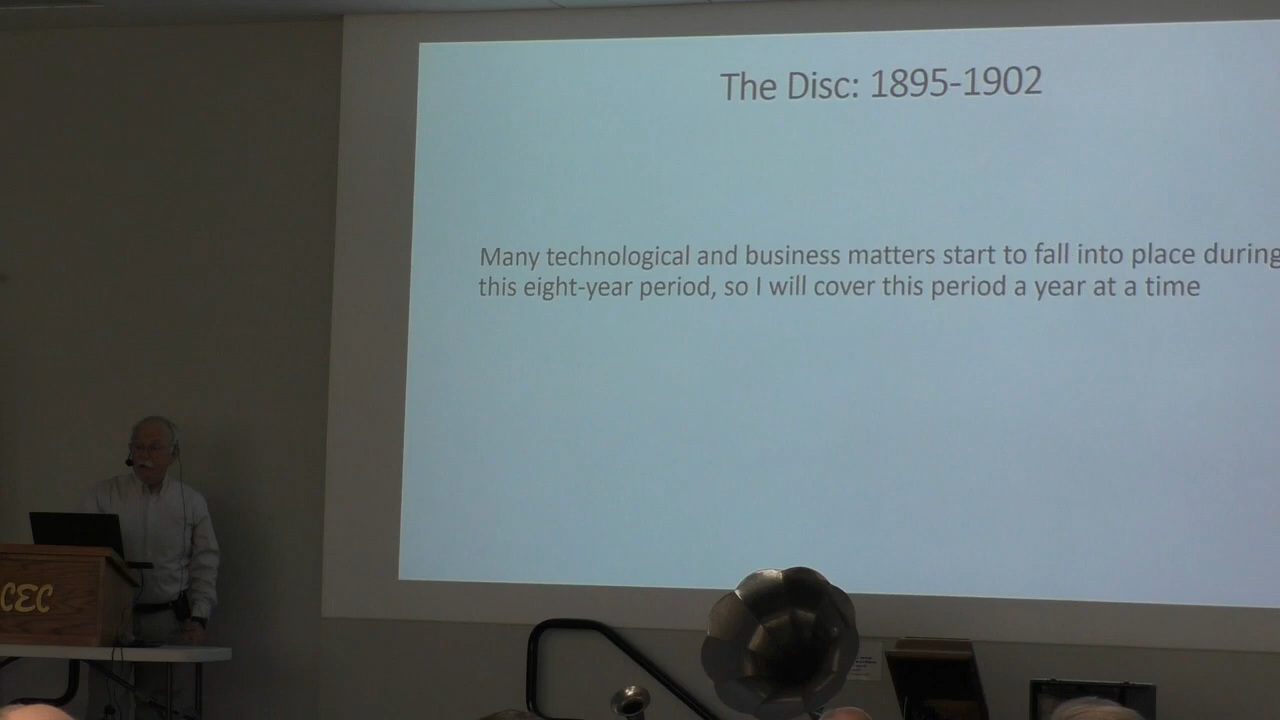 The Disc: 1895-1902
Many technological and business matters start to fall into place during
this eight-year period, so I will cover this period a year at a time
CEC